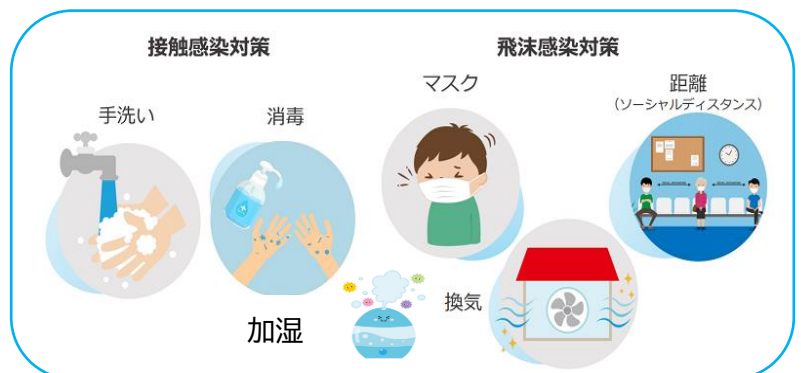 接触感染対策
飛沫感染対策
手洗い
消毒
マスク
距離
(ソーシャルディスタンス)
加湿
換気